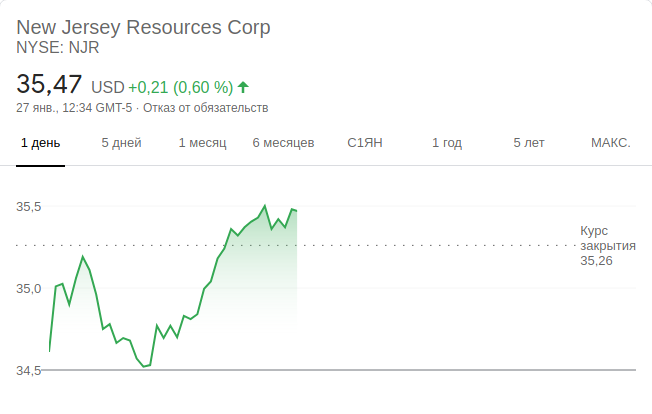 New Jersey Resources Corp
NYSE: NJR
35,47 USD +0,21 (0,60 %)
27 янв., 12:34 GMT-5 · Отказ от обязательств
1 день 5 дней 1 месяц 6 месяцев С1ЯН 1 год 5 лет МАКС.
35,5
Курс
закрытия
35,26
35,0
34,5